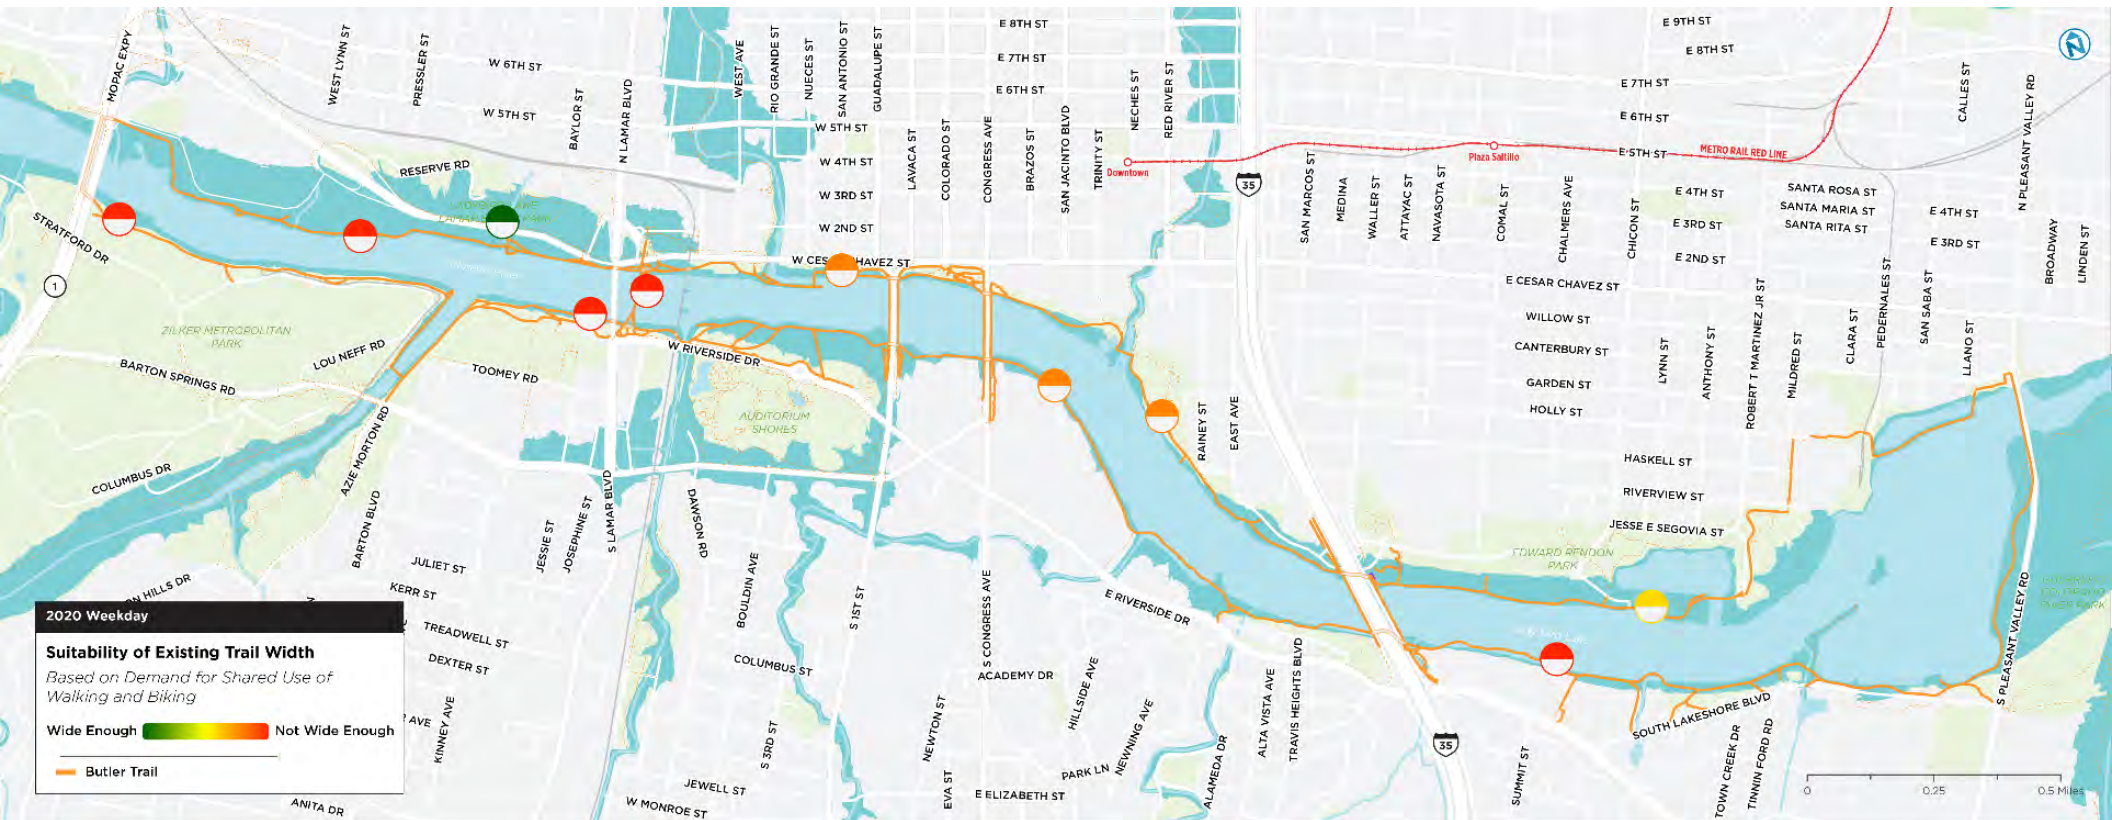 E 8TH ST
E 9TH ST
E 8TH ST
MOPAC EXPY
WEST LYNN ST
PRESSLER ST
W 6TH ST
W 5TH ST
BAYLOR ST
N LAMAR BLVD
WEST AVE
RIO GRANDE ST
NUECES ST
SAN ANTONIO ST
GUADALUPE ST
E 7TH ST
E 6TH ST
NECHES ST
RED RIVER ST
E 7TH ST
E 6TH ST
E 5TH ST
METRO RAIL RED LINE
CALLES ST
N PLEASANT VALLEY RD
W 5TH ST
W 4TH ST
W 3RD ST
W 2ND ST
W CES
HAVEZ ST
LAVACA ST
COLORADO ST
CONGRESS AVE
BRAZOS ST
SAN JACINTO BLVD
TRINITY ST
Downtown
Plaza Saltillo
35
RESERVE RD
STRATFORD DR
1
SAN MARCOS ST
MEDINA
WALLER ST
ATTAYAC ST
NAVASOTA ST
COMAL ST
CHALMERS AVE
CHICON ST
E 4TH ST
E 3RD ST
E 2ND ST
SANTA ROSA ST
SANTA MARIA ST
SANTA RITA ST
E 4TH ST
E 3RD ST
BROADWAY
LINDEN ST
E CESAR CHAVEZ ST
WILLOW ST
CANTERBURY ST
GARDEN ST
HOLLY ST
LYNN ST
ANTHONY ST
ROBERT T MARTINEZ JR ST
MILDRED ST
CLARA ST
PEDERNALES ST
SAN SABA ST
LLANO ST
ZILKER METROPOLITAN
PARK
LOU NEFF RD
BARTON SPRINGS RD
TOOMEY RD
W RIVERSIDE DR
AUDITORIUM
SHORES
RAINEY ST
EAST AVE
COLUMBUS DR
AZIE MORTON RD
BARTON BLVD
HASKELL ST
RIVERVIEW ST
JESSE E SEGOVIA ST
EDWARD RENDON
PARK
JESSIE ST
JOSEPHINE ST
S LAMAR BLVD
DAWSON RD
BOULDIN AVE
S 1ST ST
S CONGRESS AVE
E RIVERSIDE DR
ON HILLS DR
JULIET ST
KERR ST
TREADWELL ST
DEXTER ST
R AVE
KINNEY AVE
COLUMBUS ST
ACADEMY DR
HILLSIDE AVE
NEWNING AVE
NEWTON ST
S 3RD ST
EVA ST
PARK LN
E ELIZABETH ST
ALAMEDA DR
ALTA VISTA AVE
TRAVIS HEIGHTS BLVD
35
SUMMIT ST
SOUTH LAKESHORE BLVD
TOWN CREEK DR
TINNIN FORD RD
S PLEASANT VALLEY RD
JEWELL ST
W MONROE ST
ANITA DR
2020 Weekday
Suitability of Existing Trail Width
Based on Demand for Shared Use of
Walking and Biking
Wide Enough
Not Wide Enough
Butler Trail
0
0.25
0.5 Miles